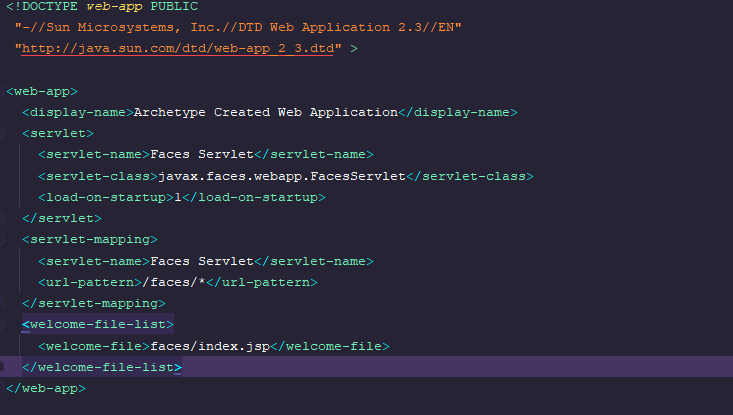 <!DOCTYPE web-app PUBLIC
"-//Sun Microsystems, Inc.//DTD Web Application 2.3//EN"
"http://java.sun.com/dtd/web-app_2_3.dtd" >
<web-app>
<display-name>Archetype Created Web Application</display-name>
<servlet>
<servlet-name>Faces Servlet</servlet-name>
<servlet-class>javax.faces.webapp.FacesServlet</servlet-class>
<load-on-startup>1</load-on-startup>
</servlet>
<servlet-mapping>
<servlet-name>Faces Servlet</servlet-name>
<url-pattern>/faces/*</url-pattern>
</servlet-mapping>
<welcome-file-list>
<welcome-file>faces/index.jsp</welcome-file>
</welcome-file-list>
</web-app>